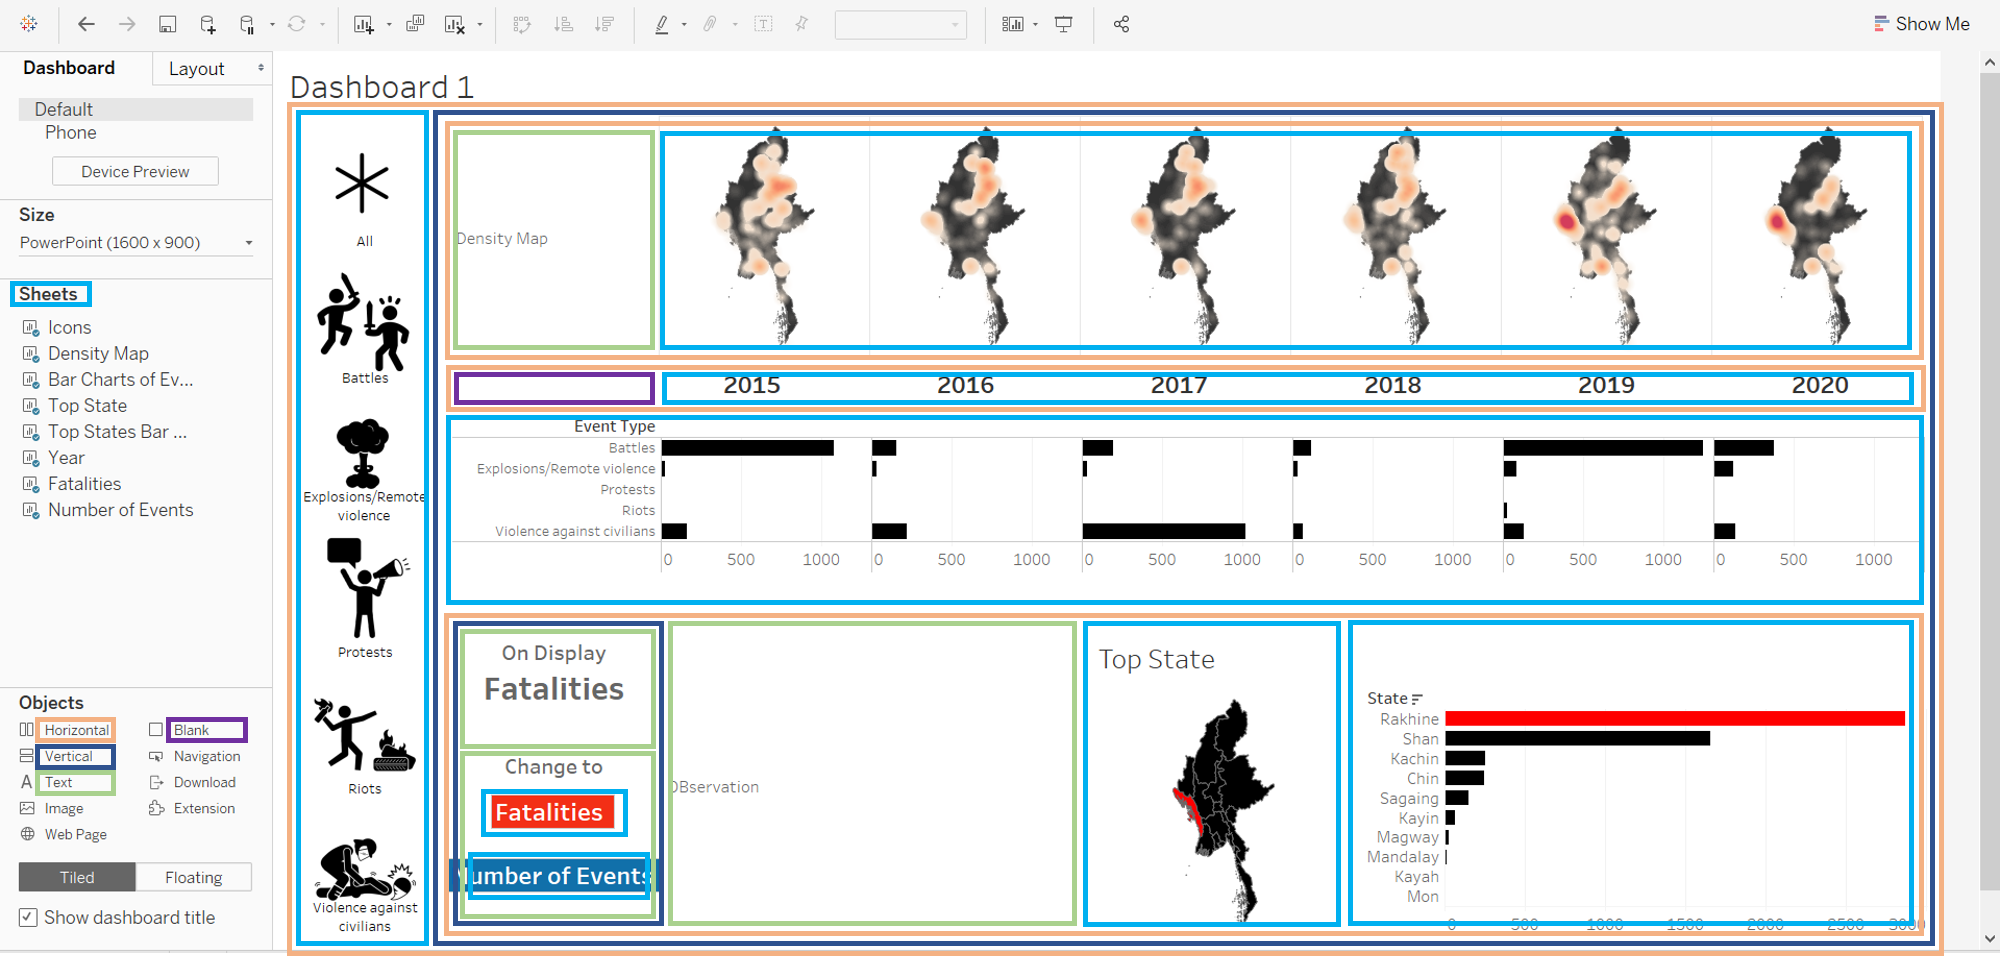 Show Me
Dashboard
Layout
Default
Phone
Device Preview
Size
PowerPoint (1600 x 900)
Sheets
Icons
Density Map
Bar Charts of Ev...
Top State
Top States Bar ...
Year
Fatalities
Number of Events
Objects
Horizontal
Blank
Vertical
Navigation
A Text
Download
Image
Extension
Web Page
Tiled
Floating
Show dashboard title
Dashboard 1
All
Battles
Explosions/Remote
violence
Protests
Riots
Violence against
civilians
Density Map
2015 2016 2017 2018 2019 2020
Event Type
Battles
Explosions/Remote violence
Protests
Riots
Violence against civilians
0 500 1000 0 500 1000 0 500 1000 0 500 1000 0 500 1000 0 500 1000
On Display
Fatalities
Change to
Fatalities
umber of Events
OBservation
Top State
State
Rakhine
Shan
Kachin
Chin
Sagaing
Kayin
Magway
Mandalay
Kayah
Mon
0 500 1000 1500 2000 2500 3000